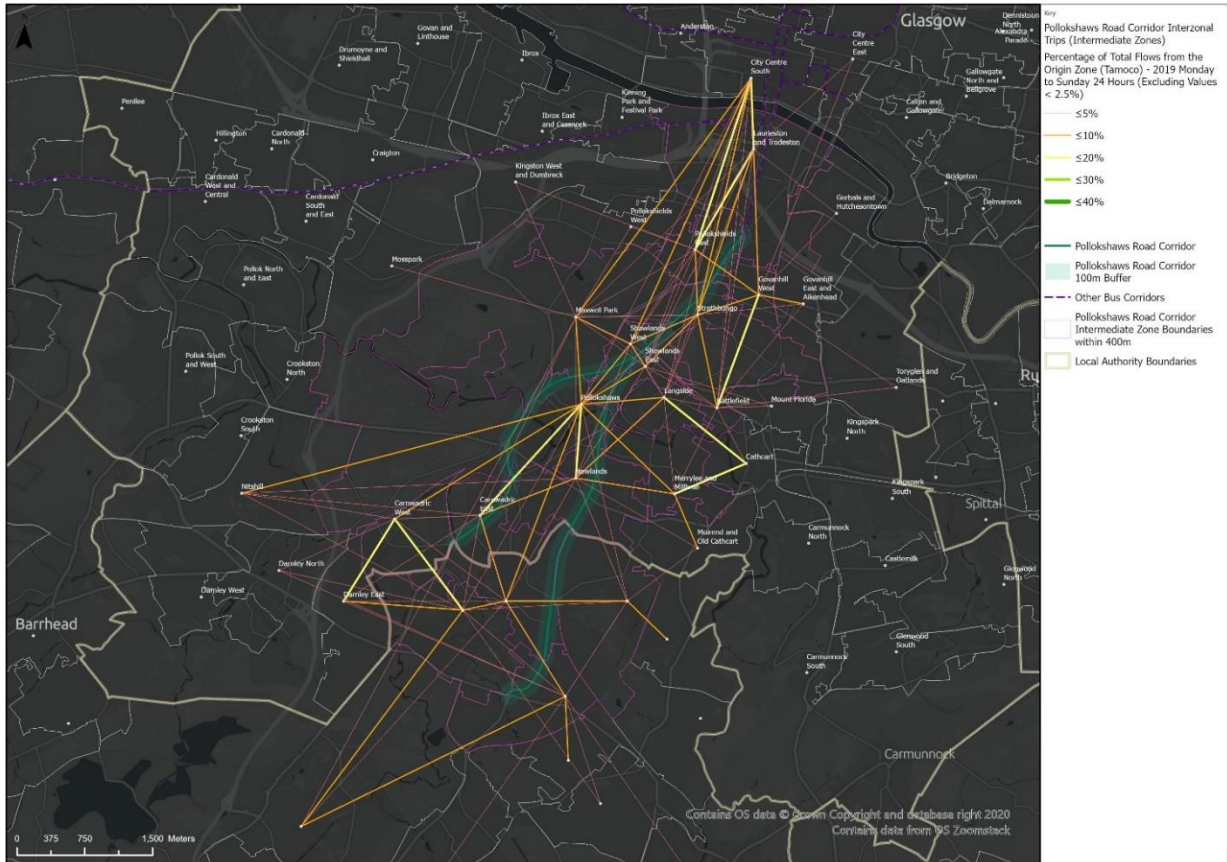 Glasgow
Dennistoun
North
Alexandra
Parade
Anderston
Govan and
Linthouse
City
Centre
East
Drumoyne and
Shieldhall
Ibrox
City Centre
South
Gallowgate
North and
Bellgrove
Penilee
Kinning
Park and
Festival Park
Calton and
Gallowgate
Ibrox East
and Cessnock
Hillington
Cardonald
North
Craigton
Laurieston
and Tradeston
Kingston West
and Dumbreck
Bridgeton
Cardonald
West and
Central
Cardonald
South
and East
Gorbals and
Hutchesontown
Dalmarnock
Pollokshields
West
Pollokshields
East
Mosspark
Pollok North
and East
Govanhill
West
Govanhill
East and
Aikenhead
Maxwell Park
Strathbungo
Shawlands
West
Shawlands
East
Pollok South
and West
Crookston
North
Toryglen and
Oatlands
Ru
Pollokshaws
Langside
Battlefield
Mount Florida
Crookston
South
Kingspark
North
Cathcart
Newlands
Merrylee and
Millbrae
Nitshill
Kingspark
South
Carnwadric
West
Carnwadric
East
Spittal
Muirend and
Old Cathcart
Carmunnock
North
Castlemilk
Darnley North
Glenwood
North
Darnley West
Darnley East
Barrhead
Glenwood
South
Carmunnock
South
Carmunnock
Contains OS data © Crown Copyright and database right 2020
Contains data from OS Zoomstack
0 375 750 1,500 Meters
Key
Pollokshaws Road Corridor Interzonal
Trips (Intermediate Zones)
Percentage of Total Flows from the
Origin Zone (Tamoco) - 2019 Monday
to Sunday 24 Hours (Excluding Values
< 2.5%)
≤5%
≤10%
≤20%
≤30%
≤40%
Pollokshaws Road Corridor
Pollokshaws Road Corridor
100m Buffer
Other Bus Corridors
Pollokshaws Road Corridor
Intermediate Zone Boundaries
within 400m
Local Authority Boundaries